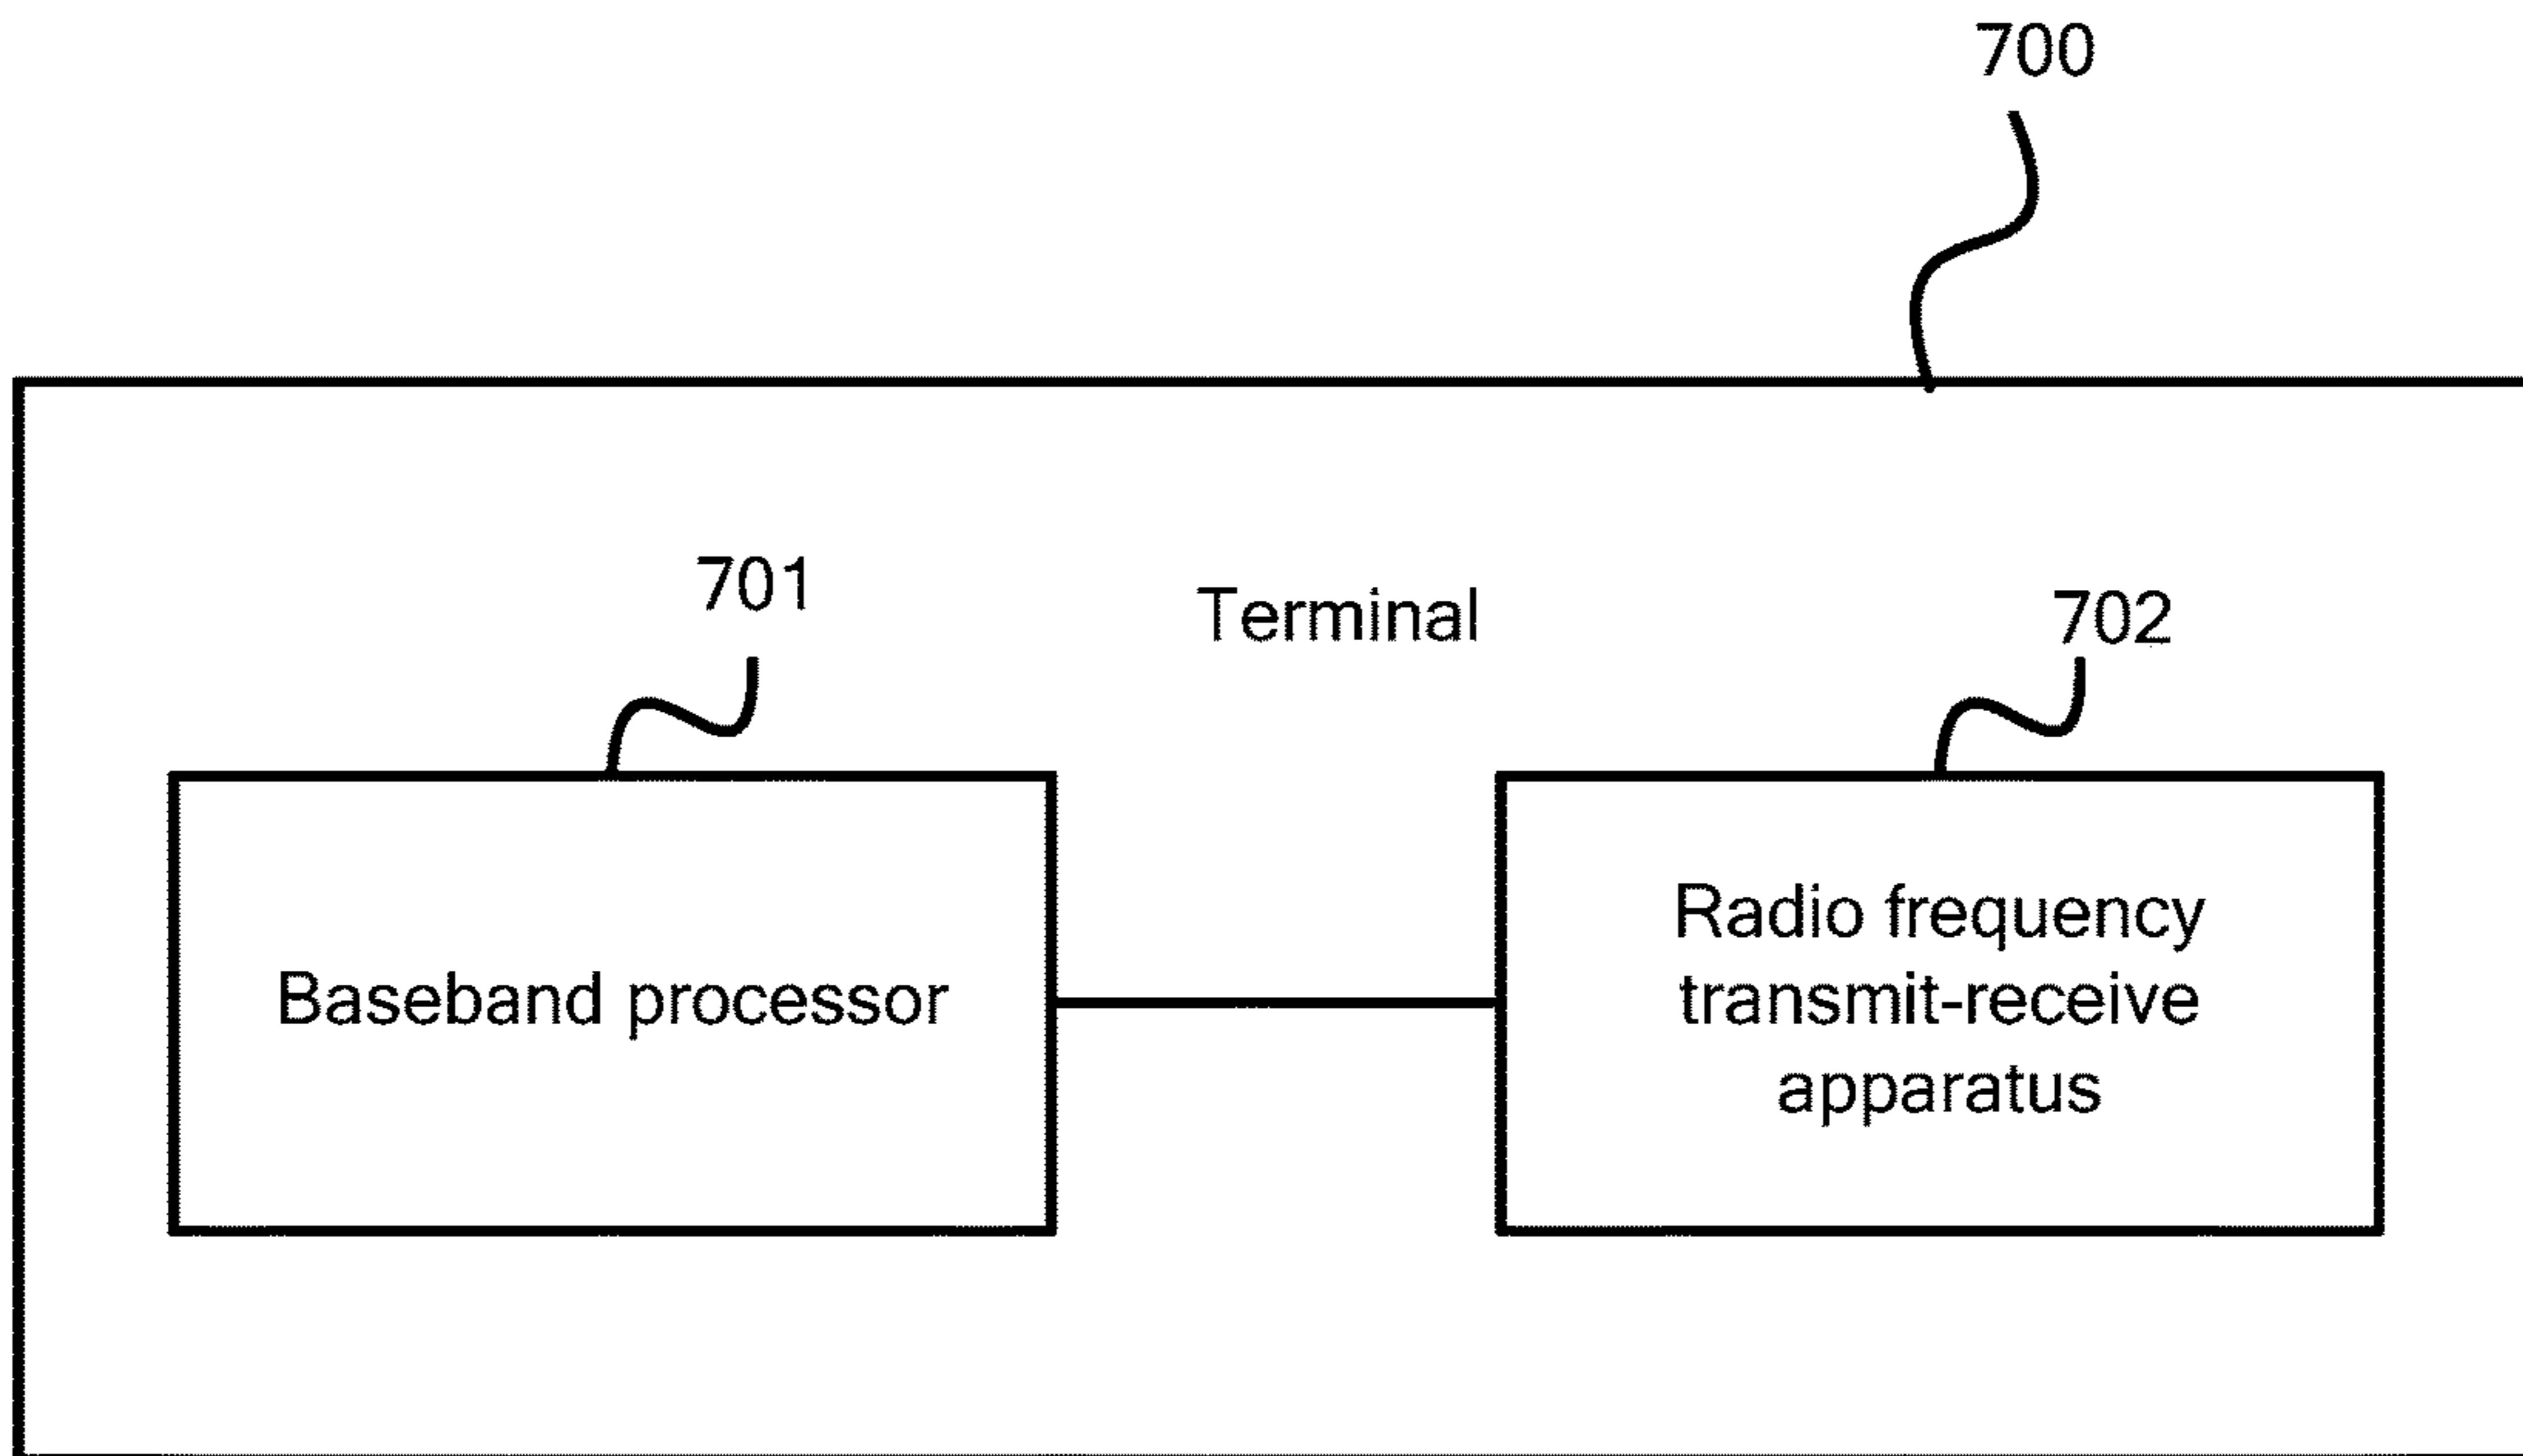 700
701
Terminal
702
Baseband processor
Radio frequency
transmit-receive
apparatus